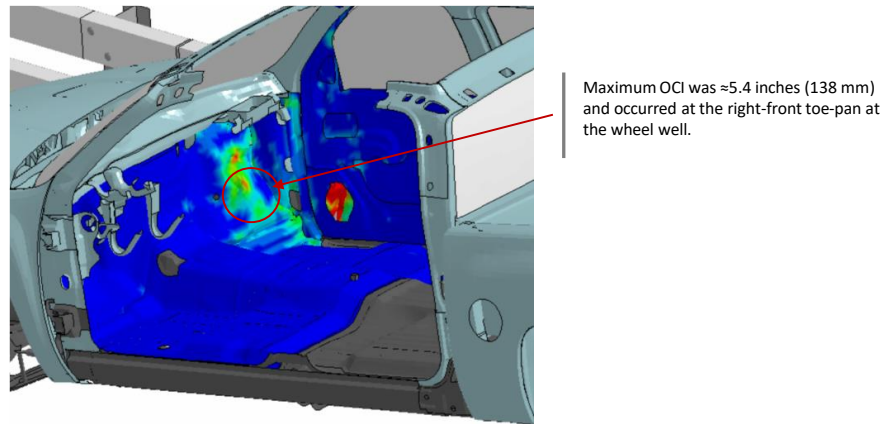 Maximum OCI was ≈5.4 inches (138 mm)
and occurred at the right-front toe-pan at
the wheel well.